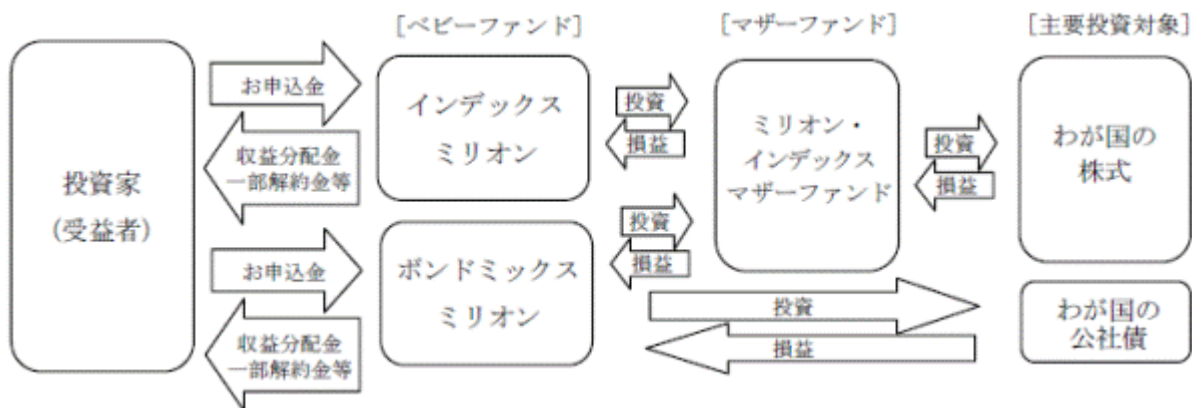 [ベビーファンド]
[マザーファンド]
[主要投資対象]
投資家
(受益者)
お申込金
収益分配金
一部解約金等
お申込金
収益分配金
一部解約金等
インデックス
ミリオン
ボンドミックス
ミリオン
投資
損益
投資
損益
投資
損益
ミリオン・
インデックス
マザーファンド
投資
損益
わが国の
株式
わが国の
公社債